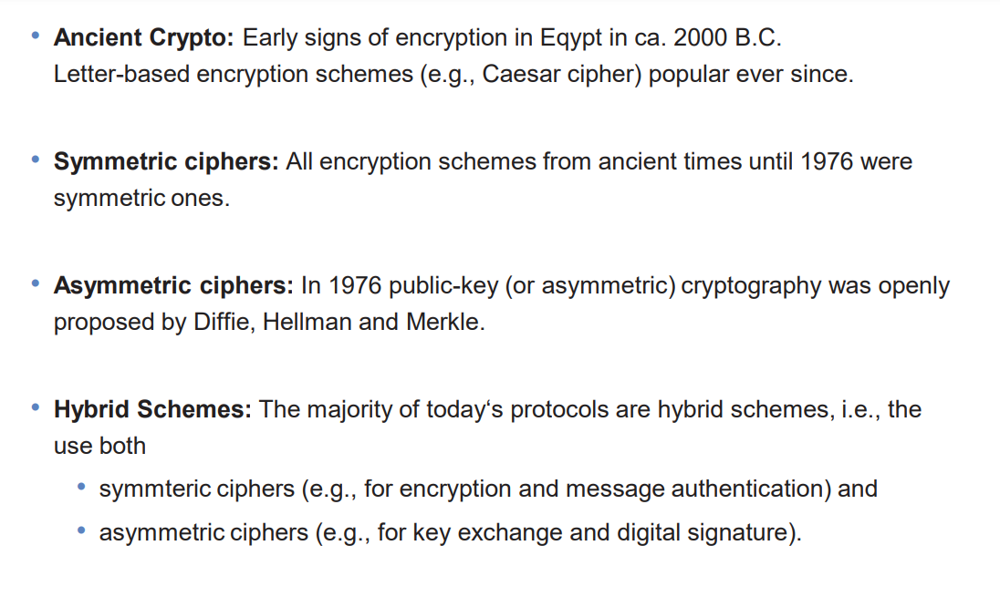 • Ancient Crypto: Early signs of encryption in Eqypt in ca. 2000 B.C.
Letter-based encryption schemes (e.g., Caesar cipher) popular ever since.
• Symmetric ciphers: All encryption schemes from ancient times until 1976 were
symmetric ones.
• Asymmetric ciphers: In 1976 public-key (or asymmetric) cryptography was openly
proposed by Diffie, Hellman and Merkle.
• Hybrid Schemes: The majority of today‘s protocols are hybrid schemes, i.e., the
use both
• symmteric ciphers (e.g., for encryption and message authentication) and
• asymmetric ciphers (e.g., for key exchange and digital signature).